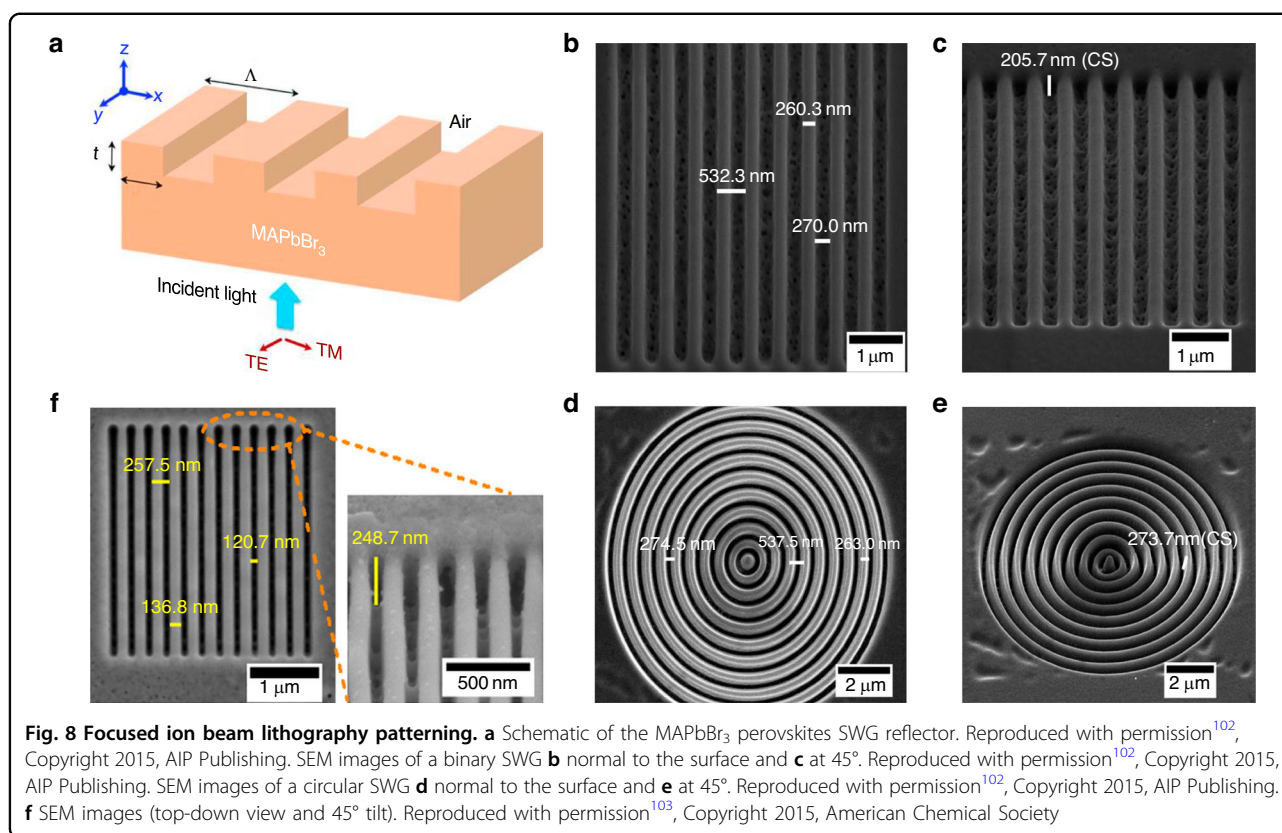 a
z
x
y
Λ
Air
t
MAPbBr₃
Incident light
TE
TM
b
260.3 nm
532.3 nm
270.0 nm
1 μm
c
205.7 nm (CS)
1 μm
f
257.5 nm
120.7 nm
136.8 nm
1 μm
248.7 nm
500 nm
d
274.5nm
537.5nm
263.0nm
2 μm
e
273.7nm(CS)
2 μm
Fig. 8 Focused ion beam lithography patterning. a Schematic of the MAPbBr₃ perovskites SWG reflector. Reproduced with permission¹⁰²,
Copyright 2015, AIP Publishing. SEM images of a binary SWG b normal to the surface and c at 45°. Reproduced with permission¹⁰², Copyright 2015,
AIP Publishing. SEM images of a circular SWG d normal to the surface and e at 45°. Reproduced with permission¹⁰², Copyright 2015, AIP Publishing.
f SEM images (top-down view and 45° tilt). Reproduced with permission¹⁰³, Copyright 2015, American Chemical Society